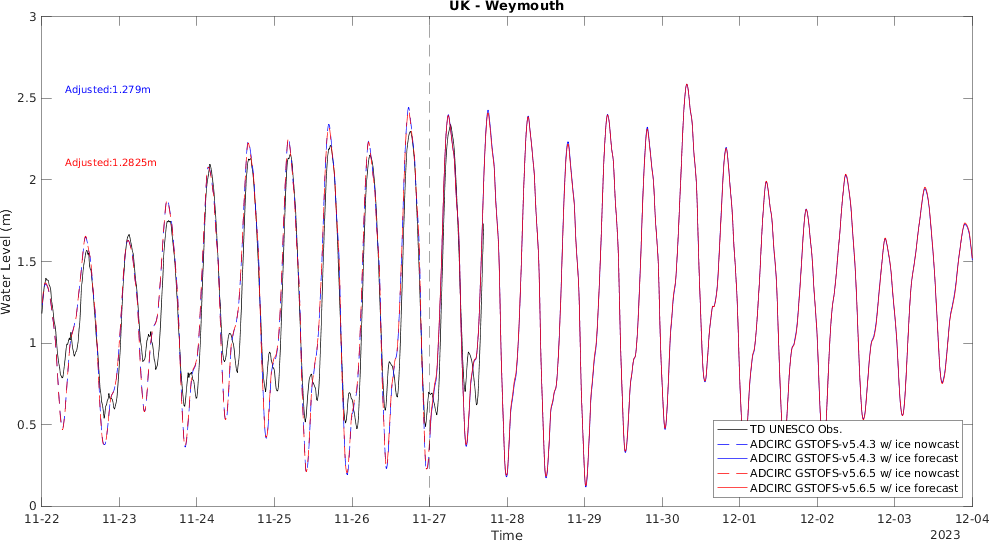 UK - Weymouth
3
2.5
2
1.5
1
0.5
0
Water Level (m)
Adjusted:1.279m
Adjusted:1.2825m
TD UNESCO Obs.
ADCIRC GSTOFS-v5.4.3 w/ ice nowcast
ADCIRC GSTOFS-v5.4.3 w/ ice forecast
ADCIRC GSTOFS-v5.6.5 w/ ice nowcast
ADCIRC GSTOFS-v5.6.5 w/ ice forecast
11-22 11-23 11-24 11-25 11-26 11-27 11-28 11-29 11-30 12-01 12-02 12-03 12-04
Time
2023